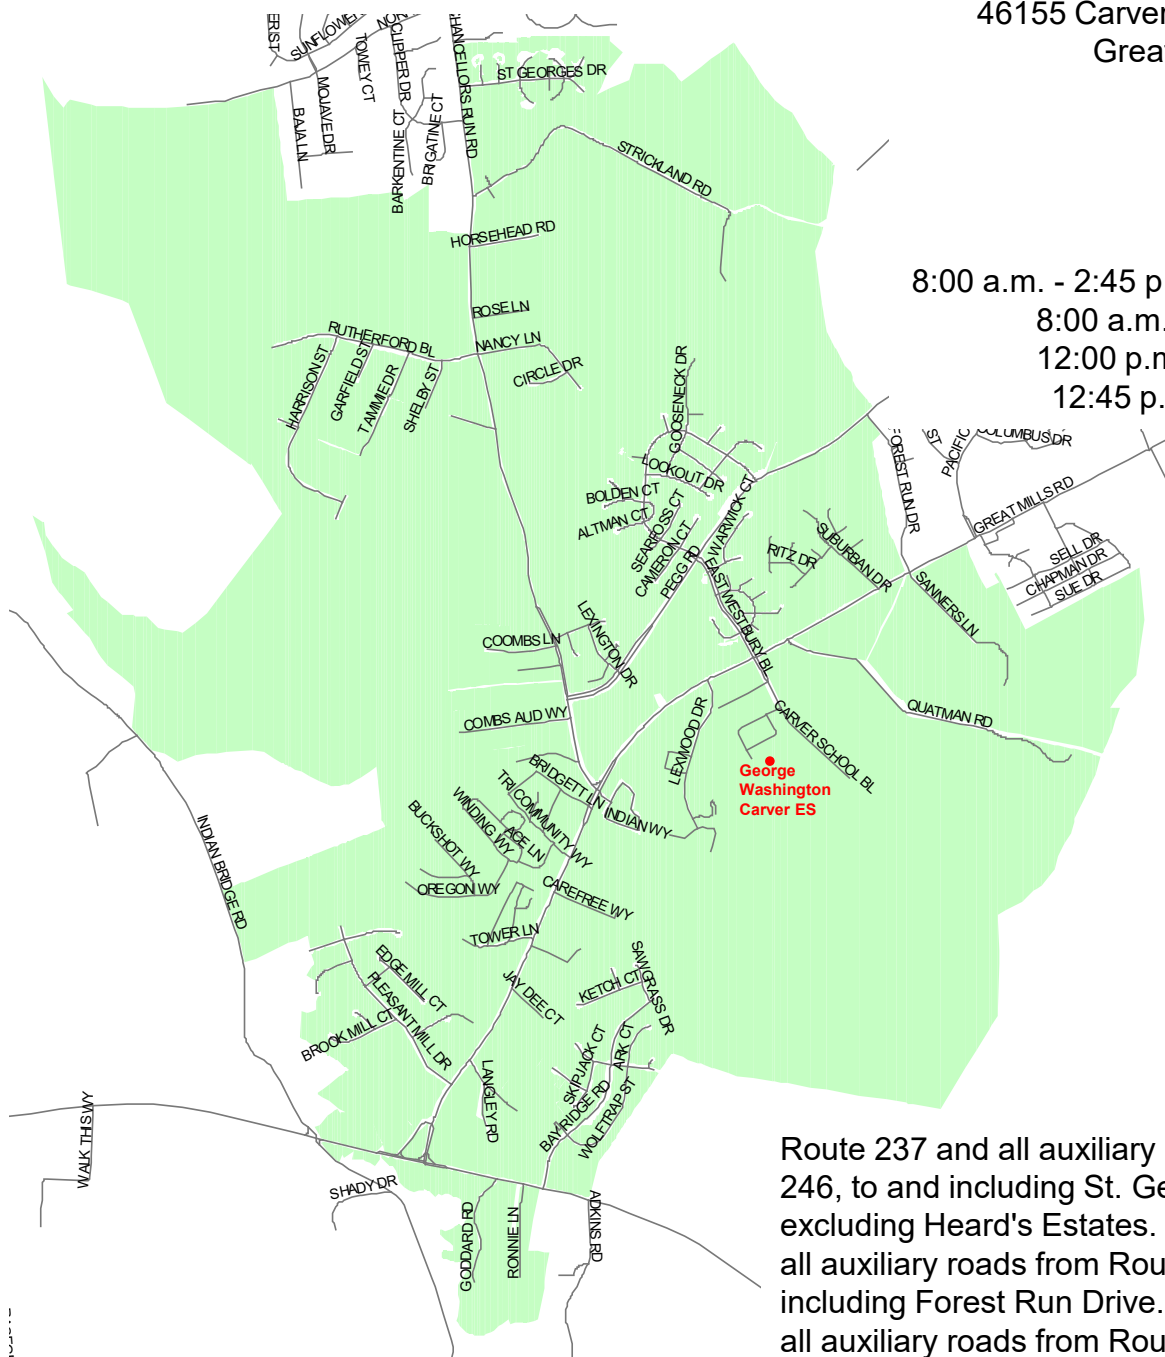 46155 Carver
Great
ERIST
SUNFLOWE
NOR
TOWEY CT
CLIPPER DR
HANCELLORS RUN RD
ST GEORGES DR
MOJAVE DR
BAJA LN
BARKENTINE CT
BRIGATINE CT
STRICKLAND RD
HORSEHEAD RD
8:00 a.m. - 2:45 p
8:00 a.m.
12:00 p.m
12:45 p.
ROSE LN
RUTHERFORD BL
NANCY LN
CIRCLE DR
HARRISON ST
GARFIELD ST
TAMMIE DR
SHELBY ST
GOOSENECK DR
LOCKOUT DR
BOLDEN CT
ALTMAN CT
SEARFOSS CT
CAMERON CT
PEGG RD
WARWICK CT
EAST WESTBURY BL
RITZ DR
SUBURBAN DR
FOREST RUN DR
ST
PACIFIC
COLUMBUS DR
GREAT MILLS RD
SELL DR
CHAPMAN DR
SUE DR
SANNERS LN
LEXINGTON DR
COOMBS LN
COMBS AUD WY
QUATMAN RD
CARVER SCHOOL BL
LEXWOOD DR
George
Washington
Carver ES
BRIDGETT LN
INDIAN WY
TRI COMMUNITY WY
WINDING WY
ACE LN
BUCKSHOT WY
OREGON WY
CAREFREE WY
TOWER LN
INDIAN BRIDGE RD
EDGE MILL CT
PLEASANT MILL DR
BROOK MILL CT
JAY DEE CT
KETCH CT
SAWGRASS DR
SKIPJACK CT
ARK CT
BAY RIDGE RD
WOLFTRAP ST
LANGLEY RD
WALK THIS WY
SHADY DR
GODDARD RD
RONNIE LN
ADKINS RD
Route 237 and all auxiliary
246, to and including St. Ge
excluding Heard's Estates.
all auxiliary roads from Rou
including Forest Run Drive.
all auxiliary roads from Rou